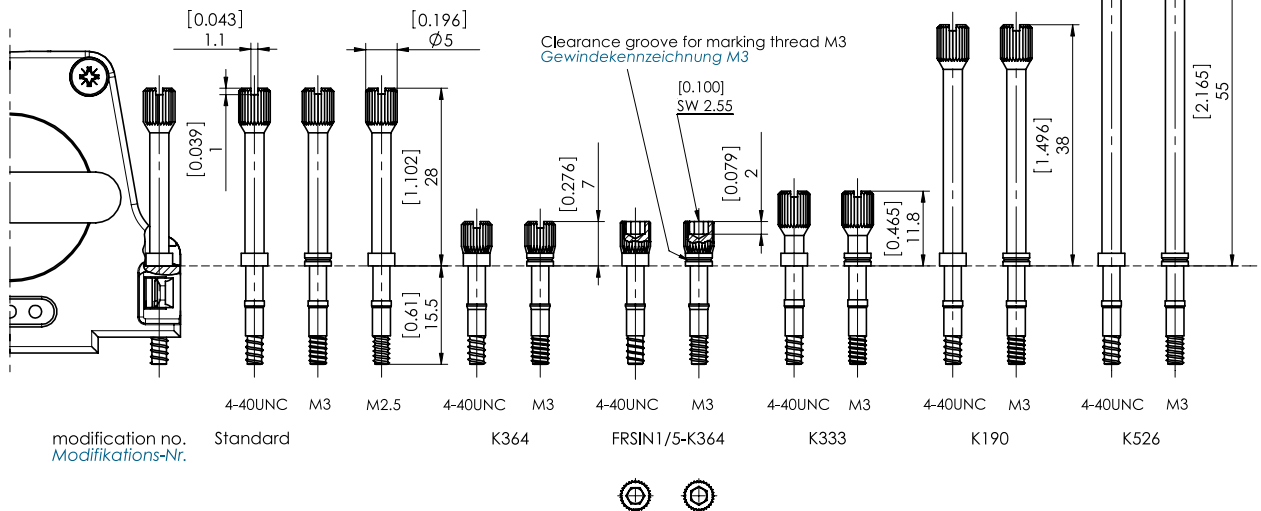 [0.043]
1.1
[0.196]
Ø5
Clearance groove for marking thread M3
Gewindekennzeichnung M3
[0.100]
SW 2.55
[0.039]
1
[1.102]
28
[0.276]
7
[0.079]
2
[0.465]
11.8
[1.496]
38
[2.165]
55
[0.61]
15.5
4-40UNC M3 M2.5 4-40UNC M3 4-40UNC M3 4-40UNC M3 4-40UNC M3 4-40UNC M3
modification no. Standard K364 FRSIN1/5-K364 K333 K190 K526
Modifikations-Nr.